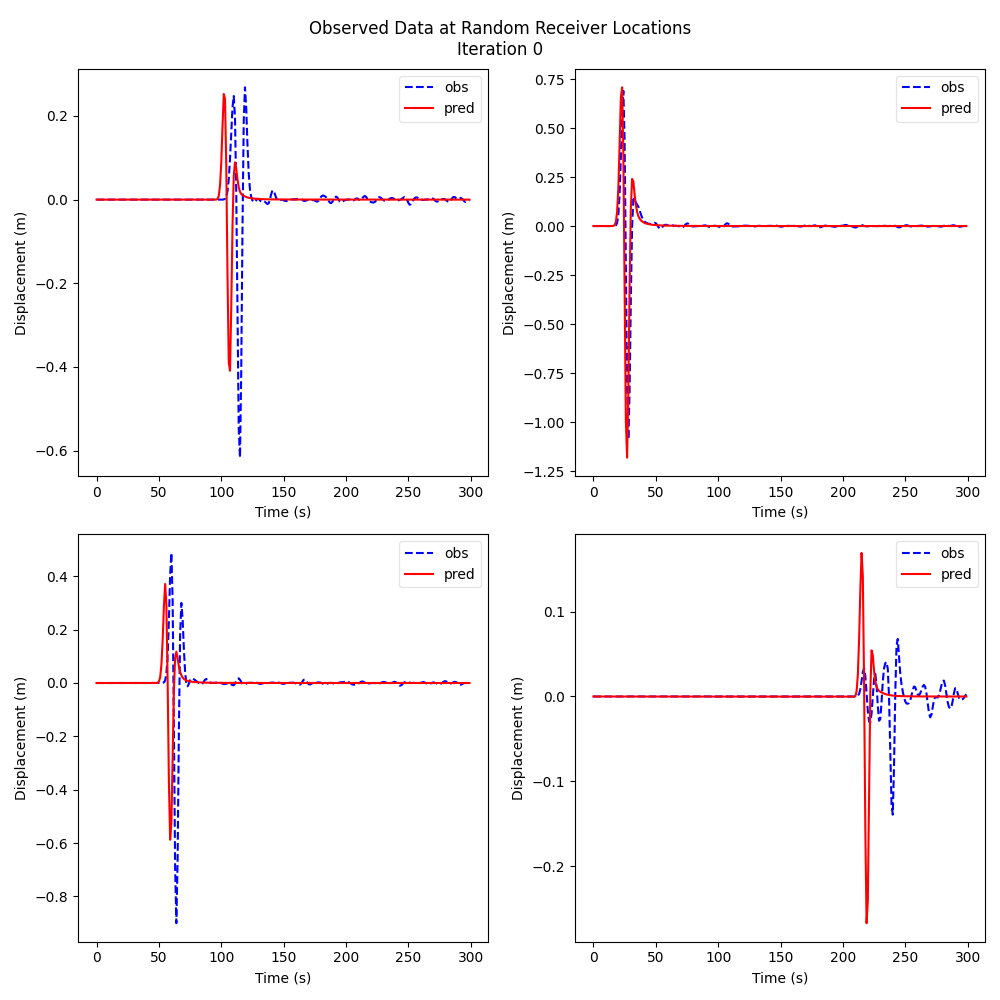 Observed Data at Random Receiver Locations
Iteration 0
obs
pred
0.2
0.0
−0.2
−0.4
−0.6
Displacement (m)
0 50 100 150 200 250 300
Time (s)
obs
pred
0.75
0.50
0.25
0.00
−0.25
−0.50
−0.75
−1.00
−1.25
Displacement (m)
0 50 100 150 200 250 300
Time (s)
obs
pred
0.4
0.2
0.0
−0.2
−0.4
−0.6
−0.8
Displacement (m)
0 50 100 150 200 250 300
Time (s)
obs
pred
0.1
0.0
−0.1
−0.2
Displacement (m)
0 50 100 150 200 250 300
Time (s)